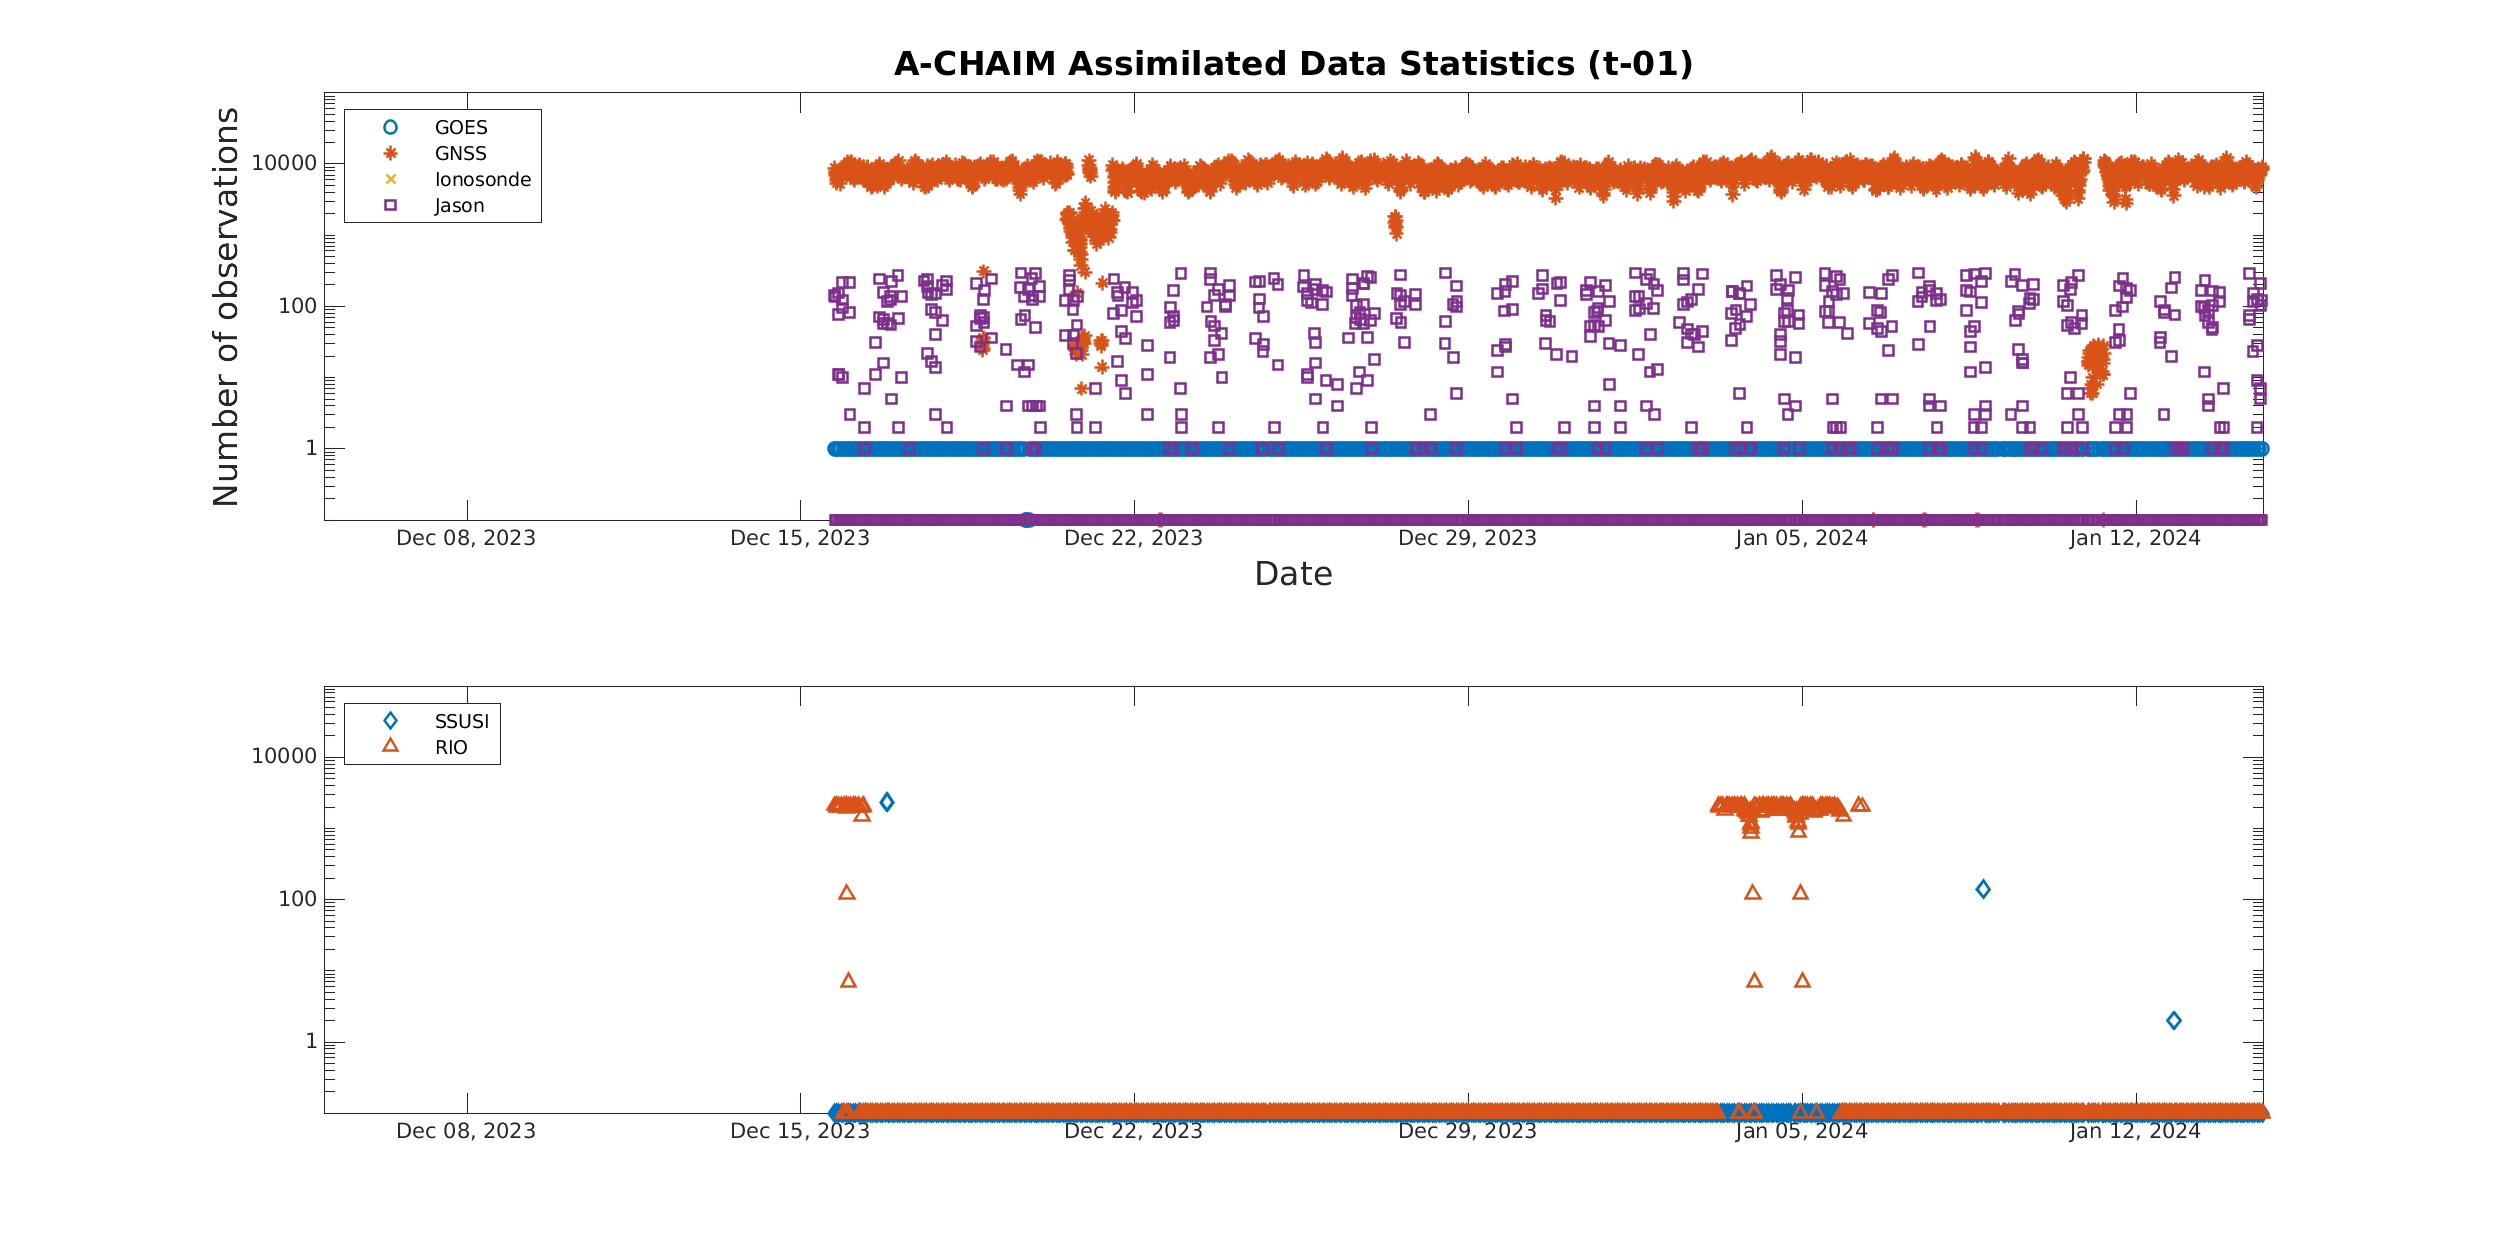 A-CHAIM Assimilated Data Statistics (t-01)
Number of observations
GOES
GNSS
Ionosonde
Jason
10000
100
1
Dec 08, 2023
Dec 15, 2023
Dec 22, 2023
Dec 29, 2023
Jan 05, 2024
Jan 12, 2024
Date
SSUSI
RIO
10000
100
1
Dec 08, 2023
Dec 15, 2023
Dec 22, 2023
Dec 29, 2023
Jan 05, 2024
Jan 12, 2024